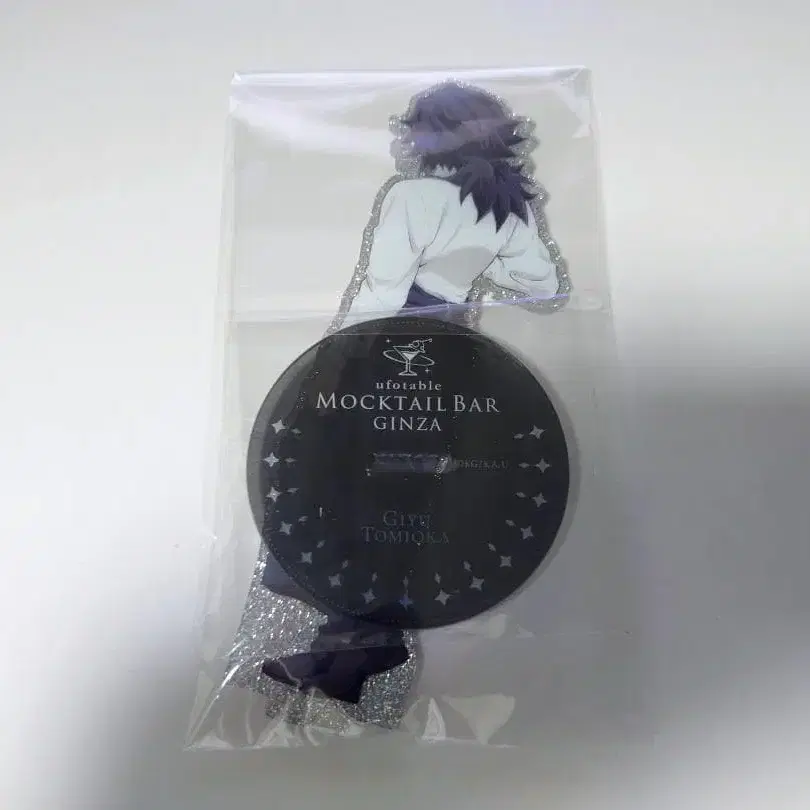 ufotable
MOCKTAIL BAR
GINZA
GIYU
TOMIOKA